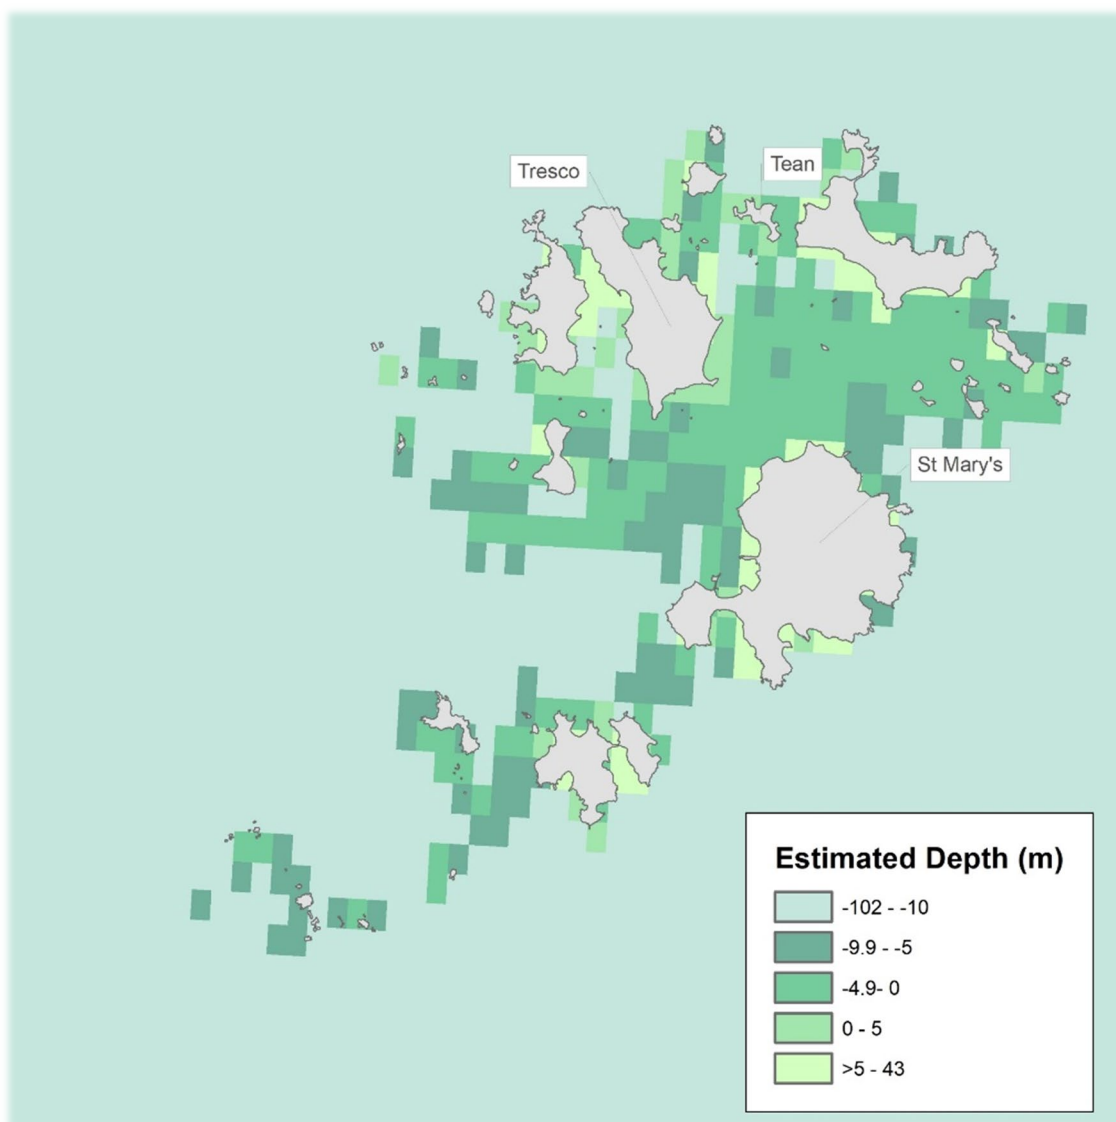 Tresco
Tean
St Mary's
Estimated Depth (m)
-102 - -10
-9.9 - -5
-4.9- 0
0 - 5
>5 - 43